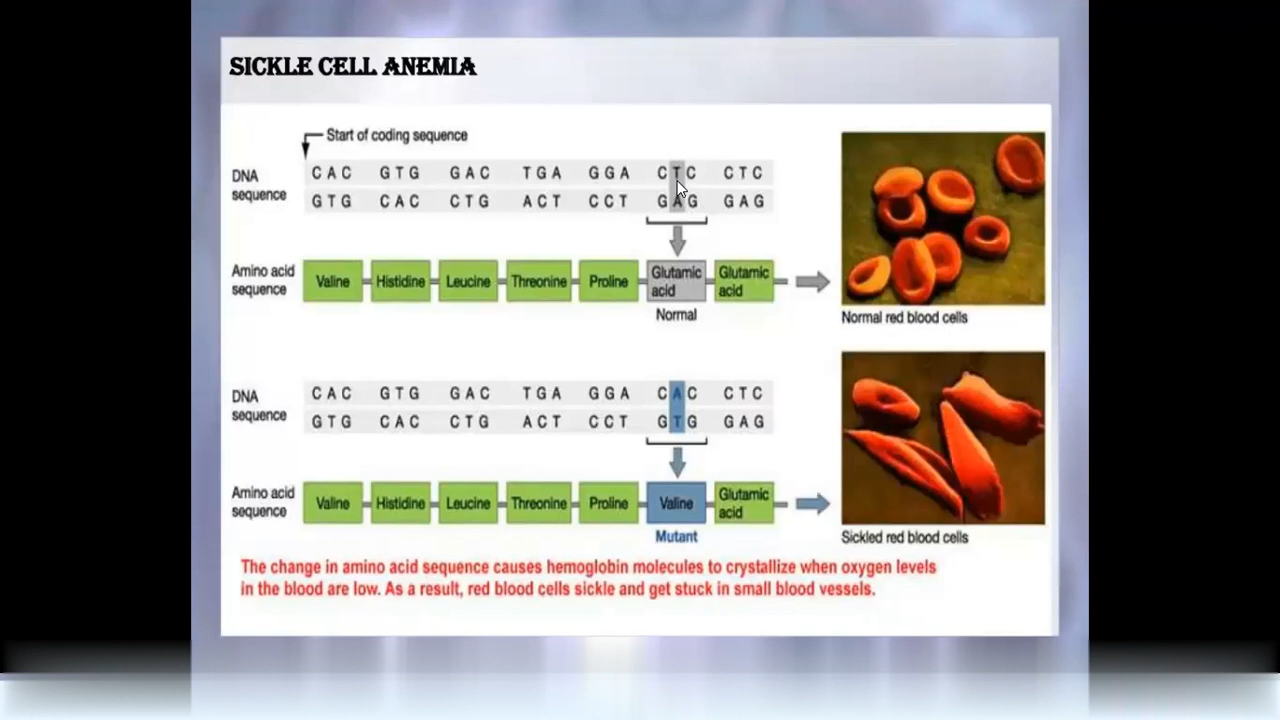 SICKLE CELL ANEMIA
Start of coding sequence
DNA sequence
CAC GTG GAC TGA GGA CTC CTC
GTG CAC CTG ACT CCT GAG GAG
Amino acid sequence
Valine Histidine Leucine Threonine Proline Glutamic acid Glutamic acid
Normal
Normal red blood cells
DNA sequence
CAC GTG GAC TGA GGA CAC CTC
GTG CAC CTG ACT CCT GTG GAG
Amino acid sequence
Valine Histidine Leucine Threonine Proline Valine Glutamic acid
Mutant
Sickled red blood cells
The change in amino acid sequence causes hemoglobin molecules to crystallize when oxygen levels
in the blood are low. As a result, red blood cells sickle and get stuck in small blood vessels.